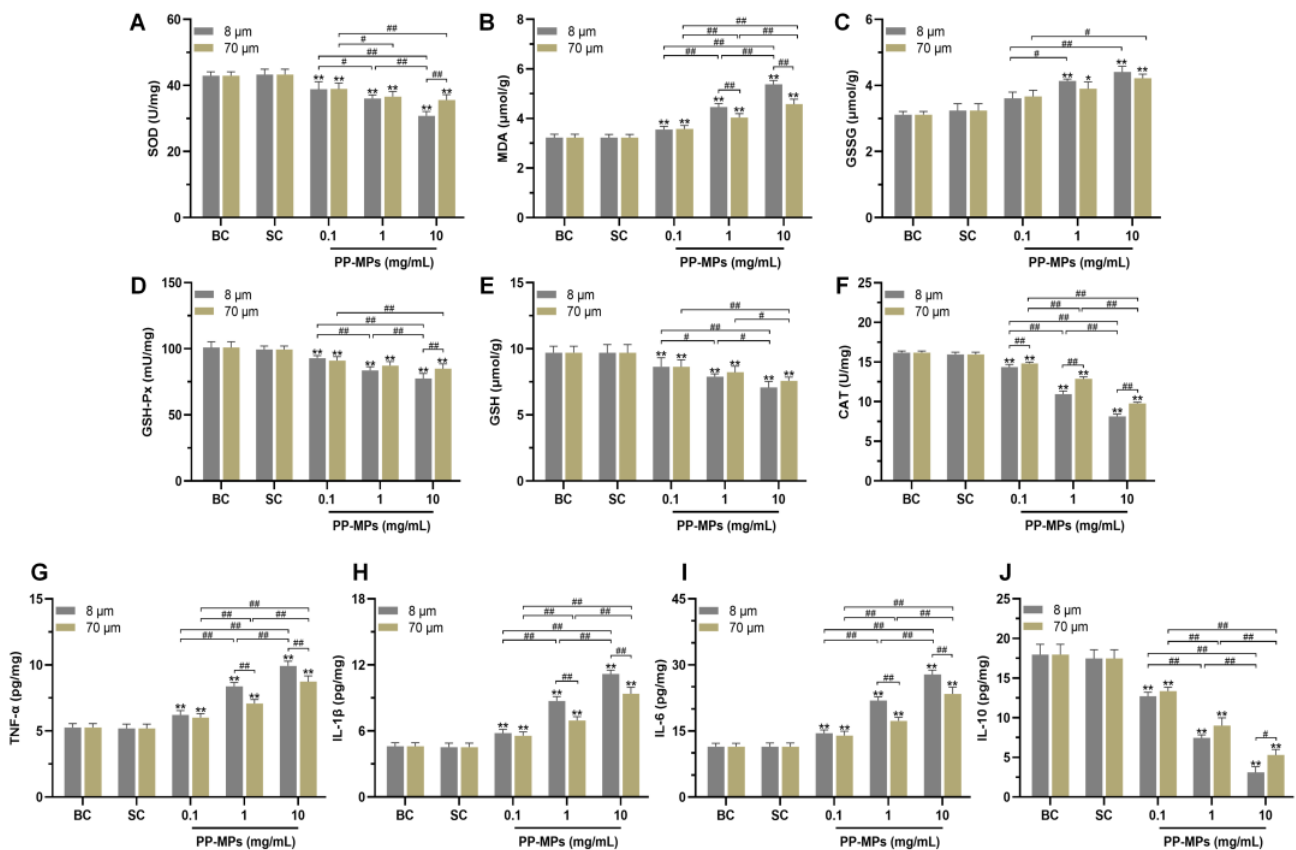 A
8 μm
70 μm
SOD (U/mg)
60
40
20
0
** ** ** ** ** **
# ## ## # ## ##
BC SC 0.1 1 10
PP-MPs (mg/mL)
B
8 μm
70 μm
MDA (μmol/g)
8
6
4
2
0
** ** ** ** ** **
## ## ## ## ## ## ## ##
BC SC 0.1 1 10
PP-MPs (mg/mL)
C
8 μm
70 μm
GSSG (μmol/g)
6
4
2
0
** * ** **
# ## #
BC SC 0.1 1 10
PP-MPs (mg/mL)
D
8 μm
70 μm
GSH-Px (mU/mg)
150
100
50
0
** ** ** ** ** **
## ## ## ## ##
BC SC 0.1 1 10
PP-MPs (mg/mL)
E
8 μm
70 μm
GSH (μmol/g)
15
10
5
0
** ** ** ** ** **
## # ## # #
BC SC 0.1 1 10
PP-MPs (mg/mL)
F
8 μm
70 μm
CAT (U/mg)
25
20
15
10
5
0
** ** ** ** ** **
## ## ## ## ## ## ## ## ##
BC SC 0.1 1 10
PP-MPs (mg/mL)
G
8 μm
70 μm
TNF-α (pg/mg)
15
10
5
0
** ** ** ** ** **
## ## ## ## ## ## ## ##
BC SC 0.1 1 10
PP-MPs (mg/mL)
H
8 μm
70 μm
IL-1β (pg/mg)
18
12
6
0
** ** ** ** ** **
## ## ## ## ## ## ## ##
BC SC 0.1 1 10
PP-MPs (mg/mL)
I
8 μm
70 μm
IL-6 (pg/mg)
45
30
15
0
** ** ** ** ** **
## ## ## ## ## ## ## ##
BC SC 0.1 1 10
PP-MPs (mg/mL)
J
8 μm
70 μm
IL-10 (pg/mg)
25
20
15
10
5
0
** ** ** ** ** **
## ## ## ## ## ## #
BC SC 0.1 1 10
PP-MPs (mg/mL)